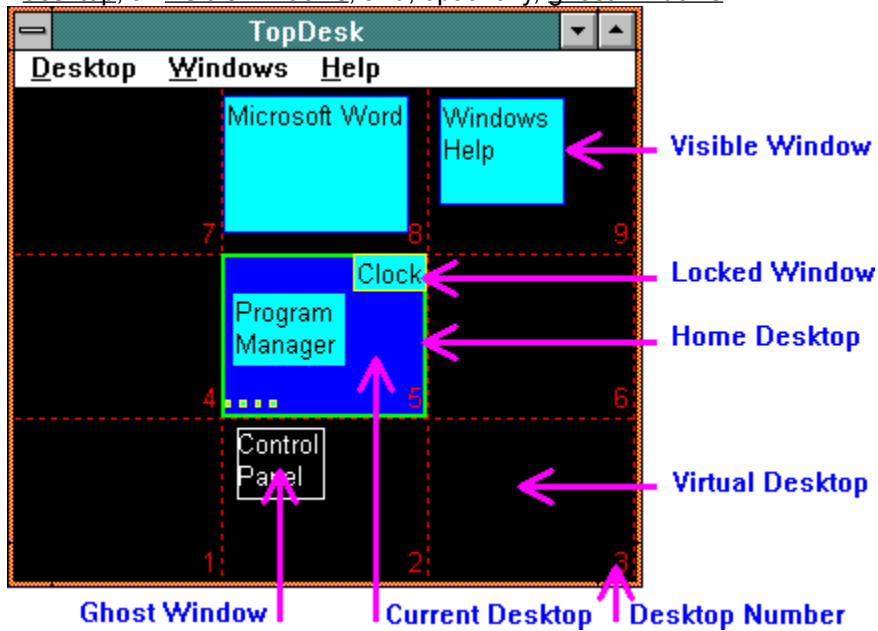 TopDesk
Desktop Windows Help
Microsoft Word
Windows
Help
Visible Window
7
8
9
Clock
Locked Window
Program
Manager
Home Desktop
4
5
6
Control
Panel
Virtual Desktop
1
2
3
Ghost Window
Current Desktop
Desktop Number